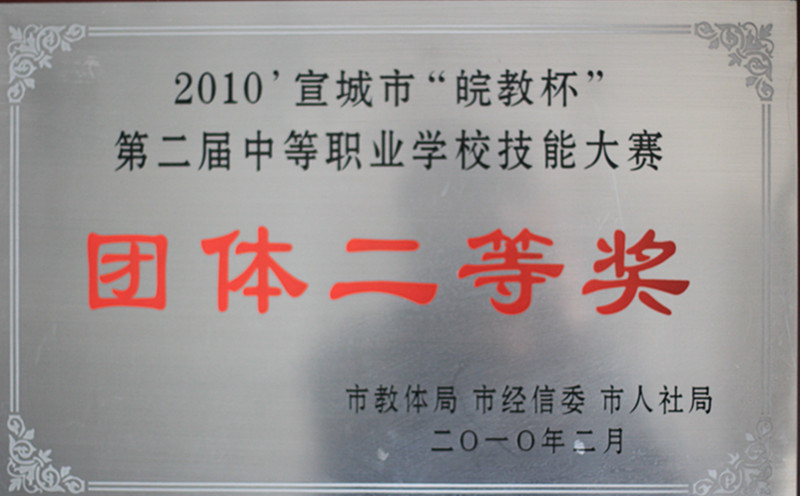 2010’宣城市“皖教杯”
第二届中等职业学校技能大赛
团体二等奖
市教体局 市经信委 市人社局
二〇一〇年二月